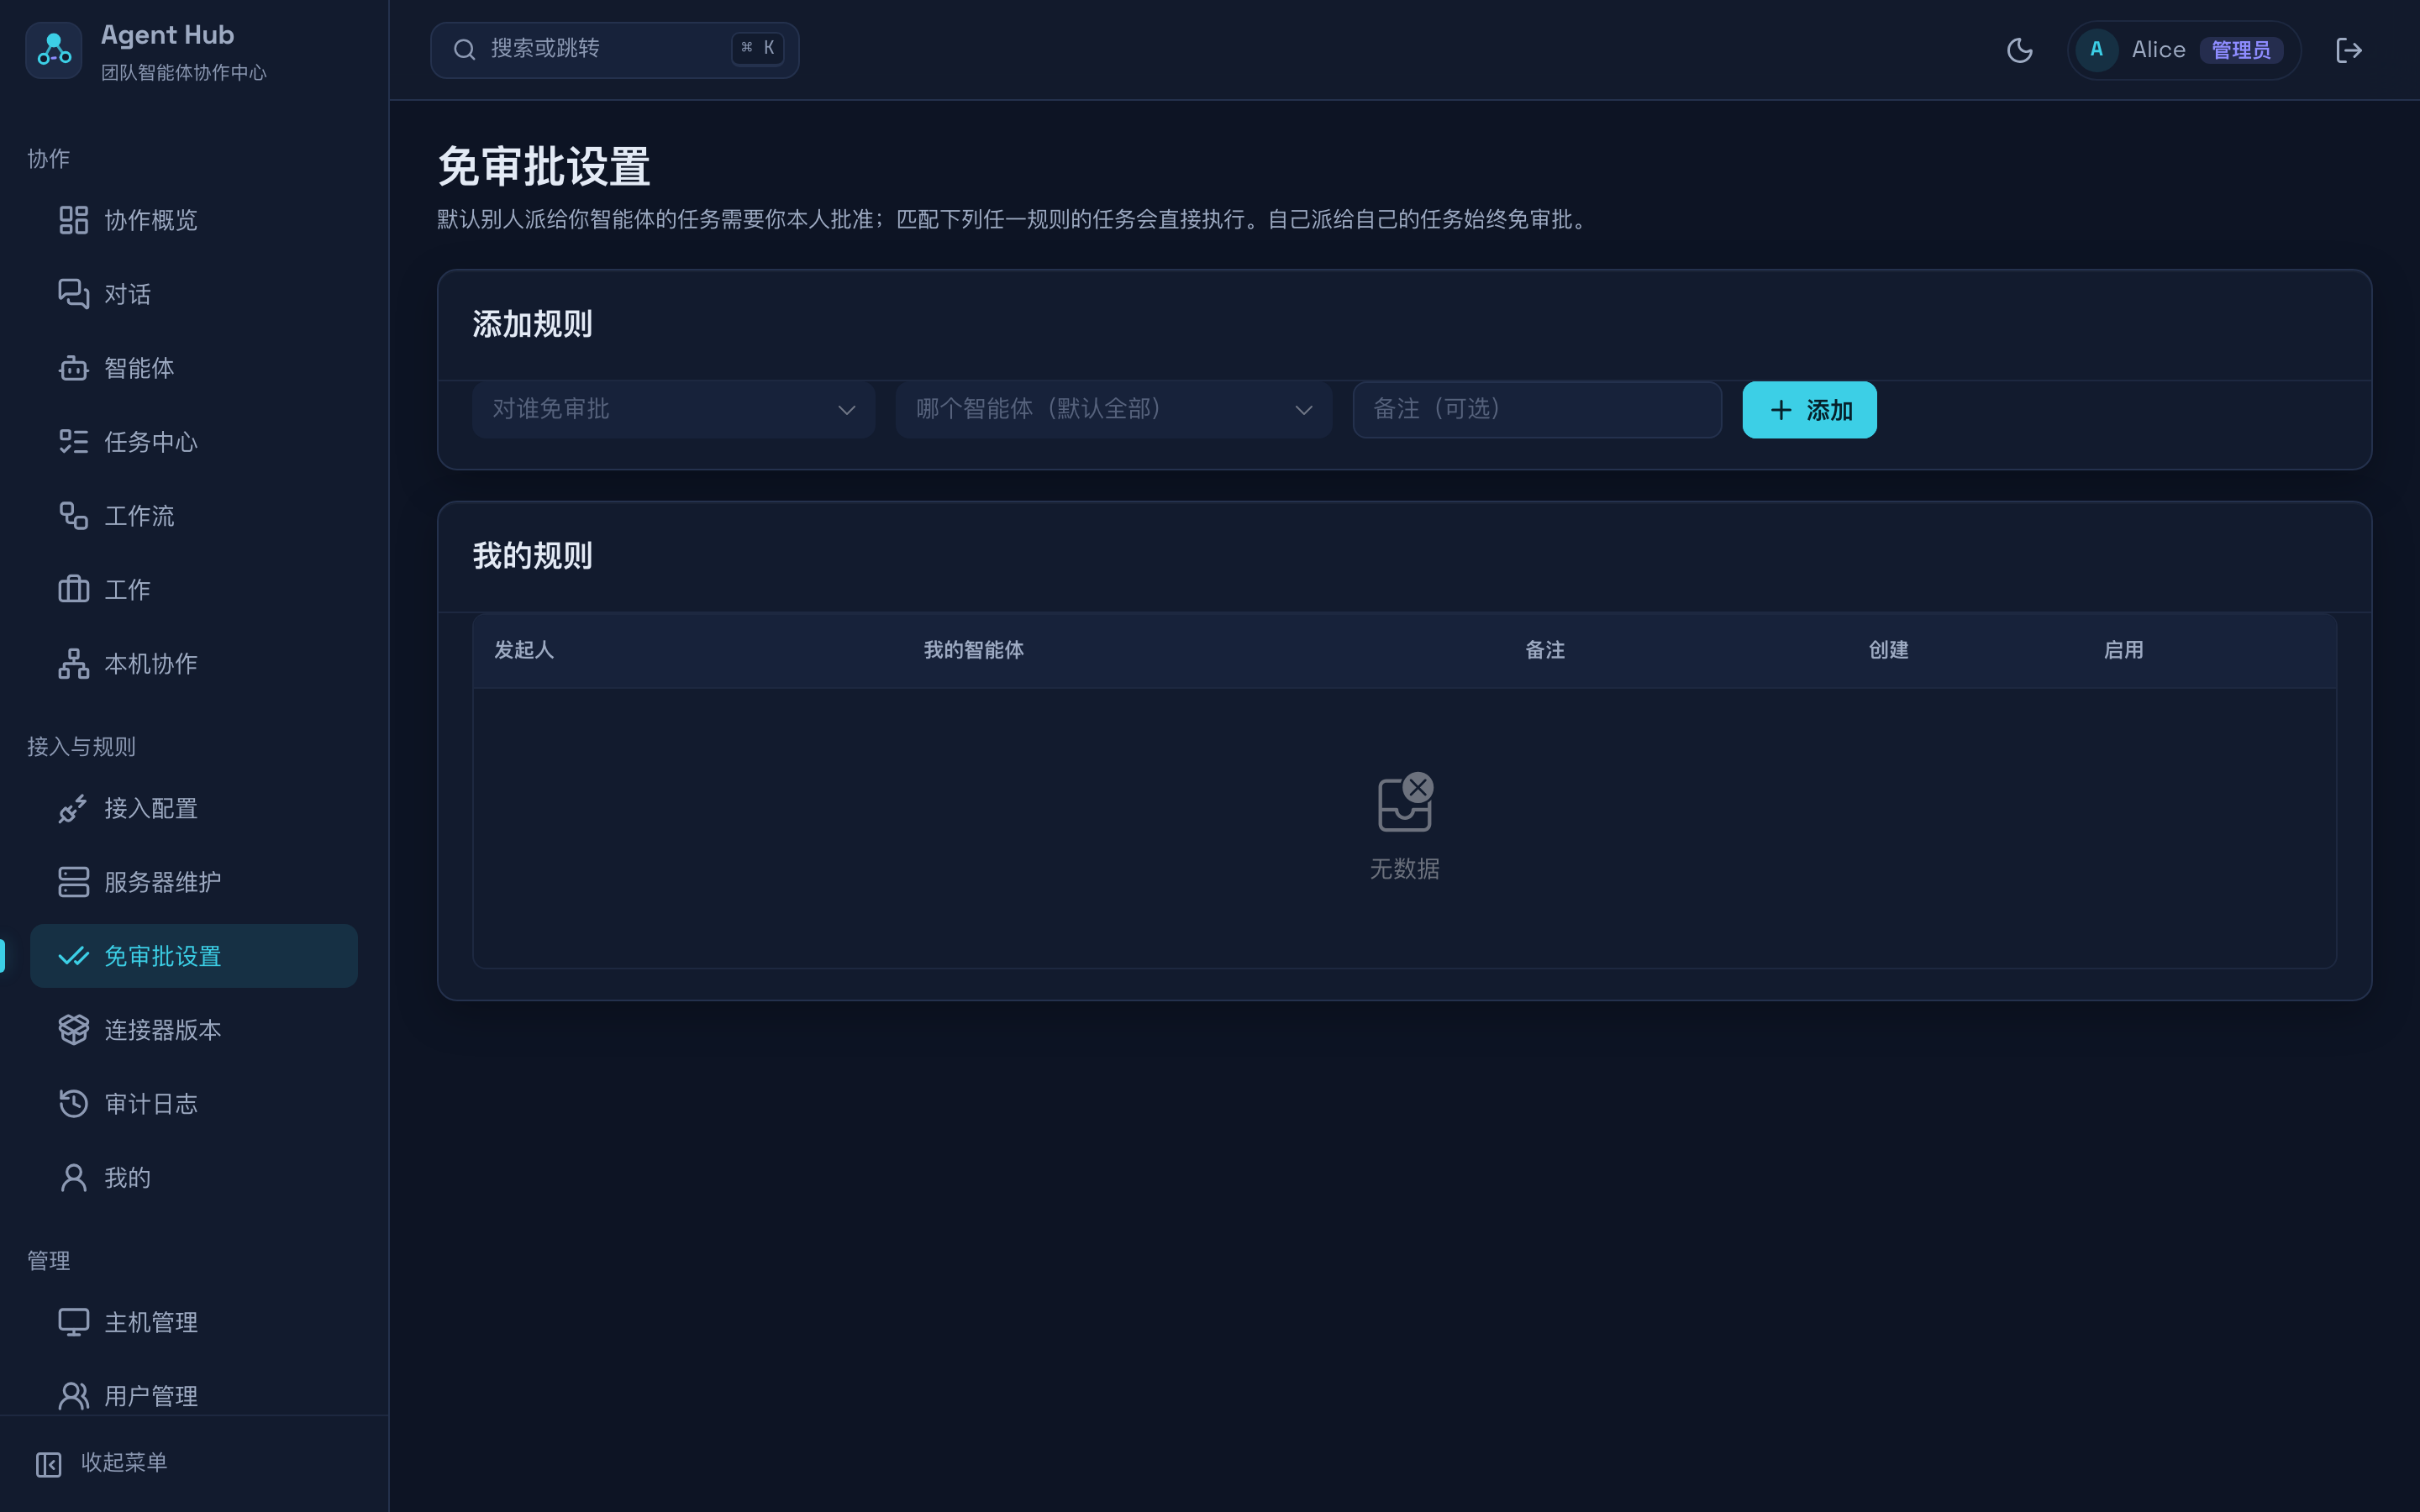 Agent Hub
团队智能体协作中心
搜索或跳转
⌘ K
A
Alice
管理员
协作
协作概览
对话
智能体
任务中心
工作流
工作
本机协作
接入与规则
接入配置
服务器维护
免审批设置
连接器版本
审计日志
我的
管理
主机管理
用户管理
收起菜单
免审批设置
默认别人派给你智能体的任务需要你本人批准；匹配下列任一规则的任务会直接执行。自己派给自己的任务始终免审批。
添加规则
对谁免审批
哪个智能体（默认全部）
备注（可选）
添加
我的规则
发起人 我的智能体 备注 创建 启用
无数据